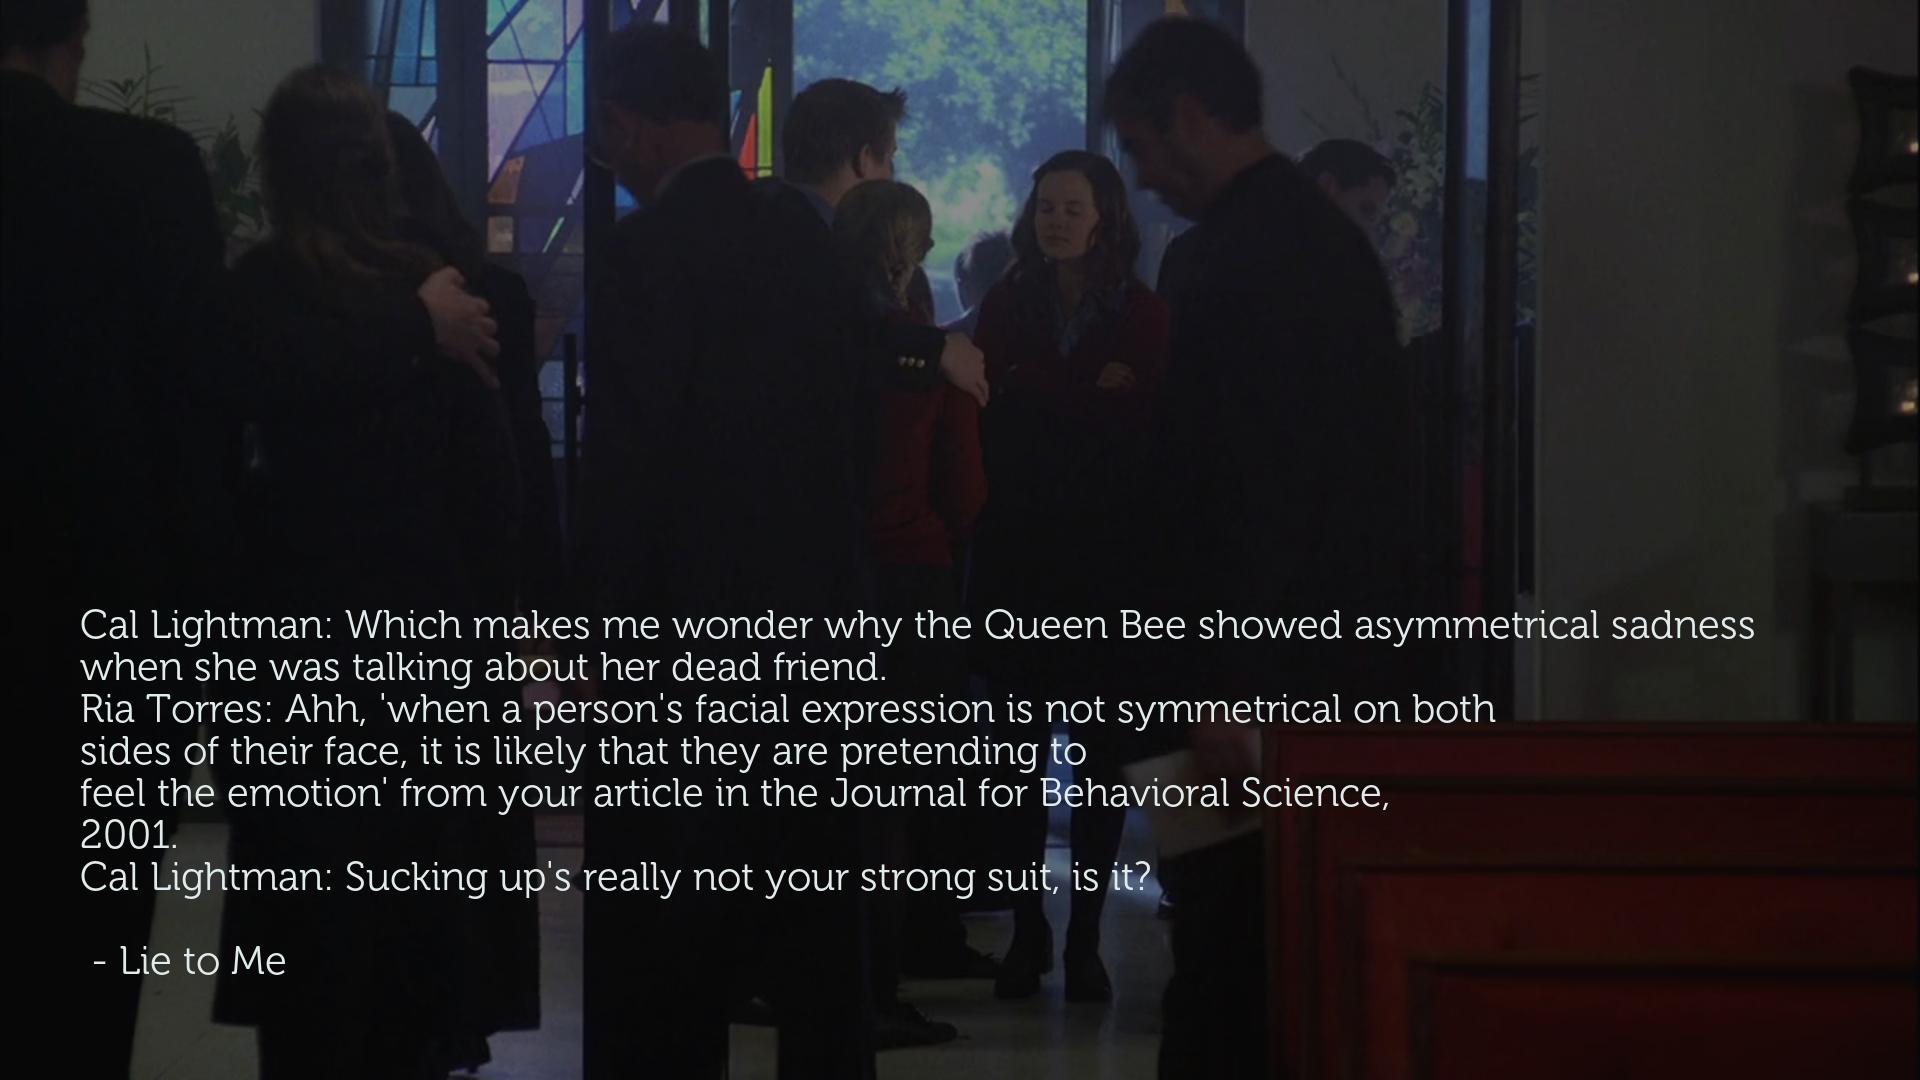 Cal Lightman: Which makes me wonder why the Queen Bee showed asymmetrical sadness
when she was talking about her dead friend.
Ria Torres: Ahh, 'when a person's facial expression is not symmetrical on both
sides of their face, it is likely that they are pretending to
feel the emotion' from your article in the Journal for Behavioral Science,
2001.
Cal Lightman: Sucking up's really not your strong suit, is it?
- Lie to Me